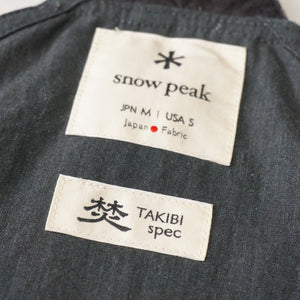 snow peak
JPN M | USA S
Japan Fabric
焚 TAKIBI
spec